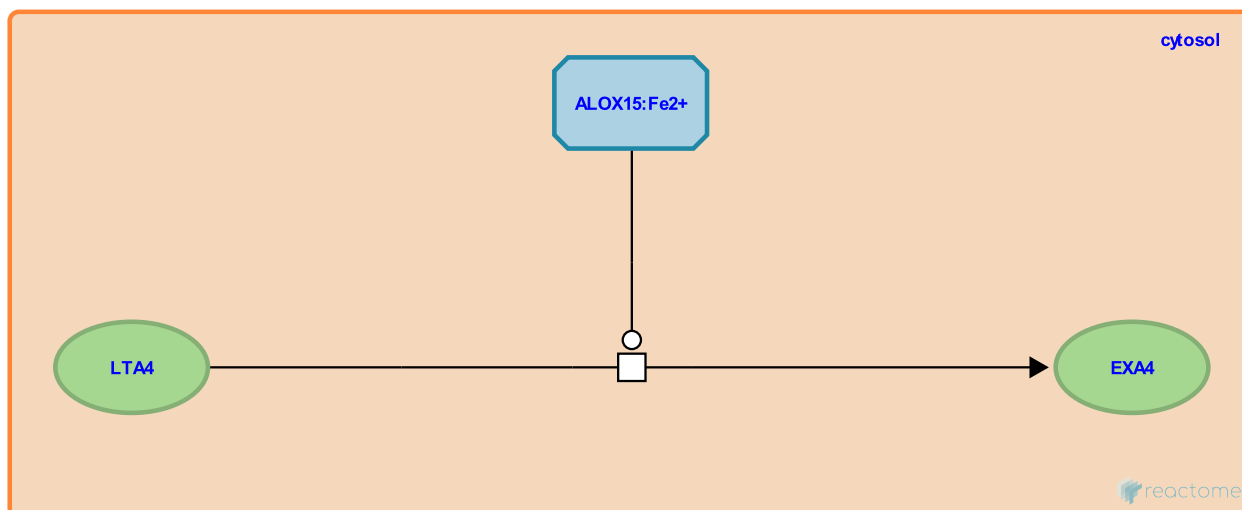 cytosol
ALOX15:Fe2+
LTA4
EXA4
reactome